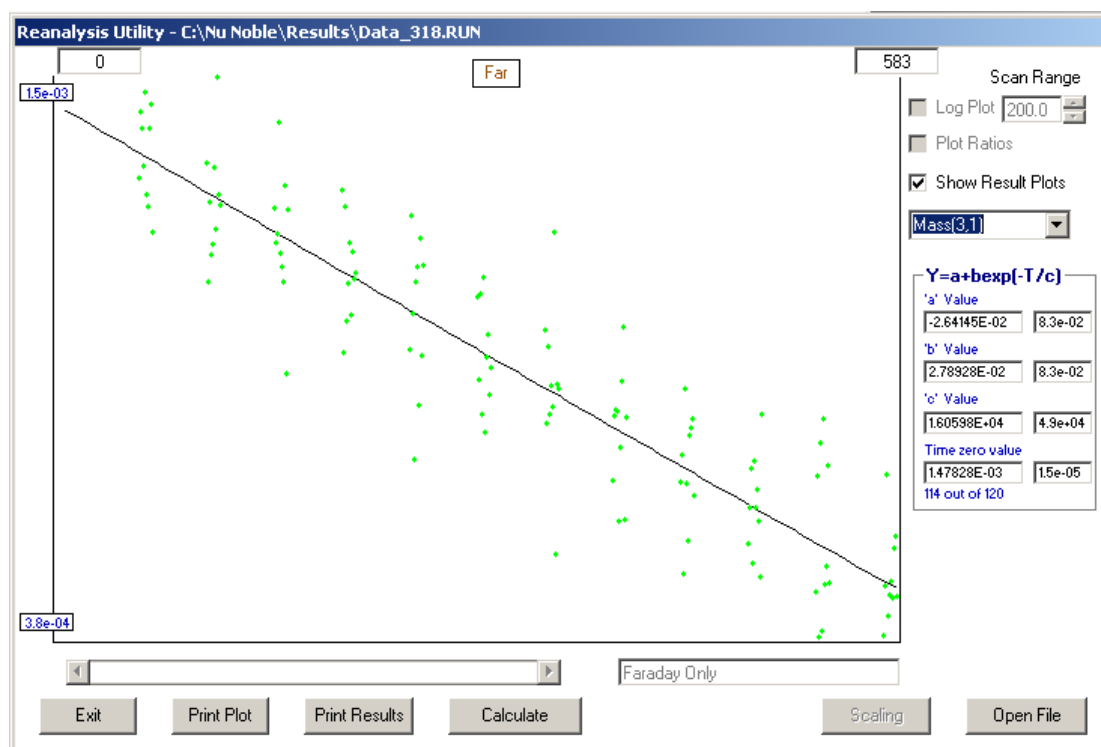 Reanalysis Utility - C:\Nu Noble\Results\Data_318.RUN
0
Far
583
1.5e-03
3.8e-04
Scan Range
Log Plot 200.0
Plot Ratios
Show Result Plots
Mass(3,1)
Y=a+bexp(-T/c)
'a' Value
-2.64145E-02 8.3e-02
'b' Value
2.78928E-02 8.3e-02
'c' Value
1.60598E+04 4.9e+04
Time zero value
1.47828E-03 1.5e-05
114 out of 120
Faraday Only
Exit Print Plot Print Results Calculate Scaling Open File